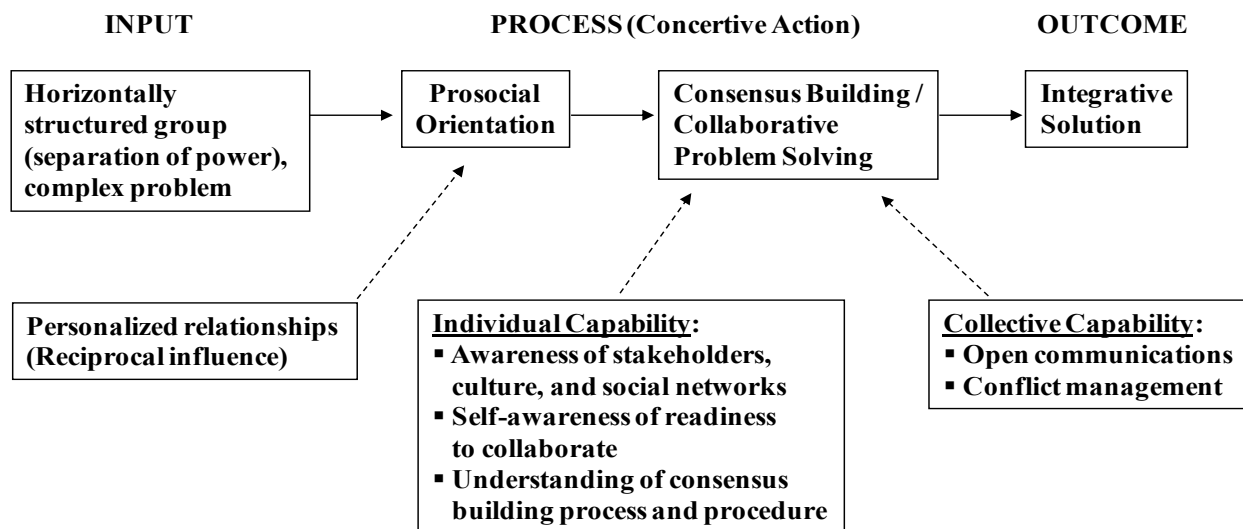 INPUT
PROCESS (Concertive Action)
OUTCOME
Horizontally
structured group
(separation of power),
complex problem
Prosocial
Orientation
Consensus Building /
Collaborative
Problem Solving
Integrative
Solution
Personalized relationships
(Reciprocal influence)
Individual Capability:
▪ Awareness of stakeholders,
culture, and social networks
▪ Self-awareness of readiness
to collaborate
▪ Understanding of consensus
building process and procedure
Collective Capability:
▪ Open communications
▪ Conflict management